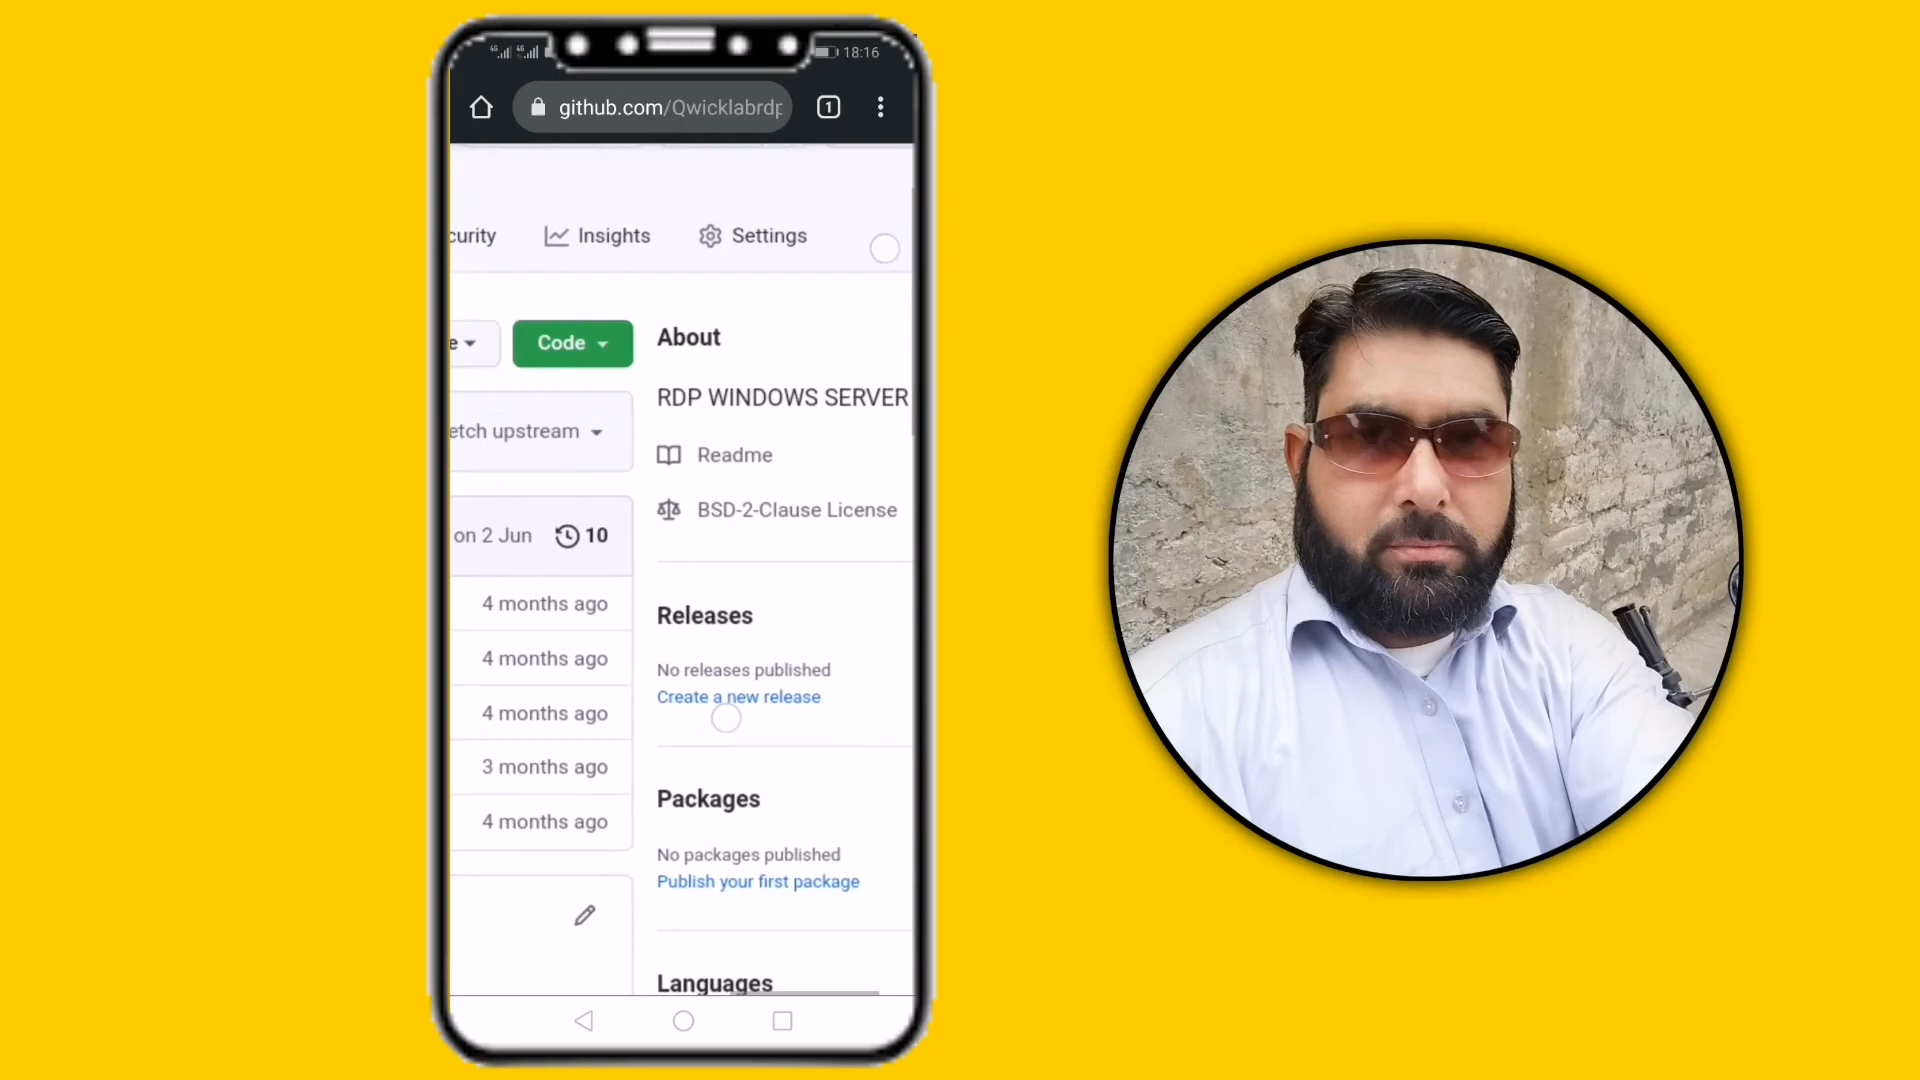 18:16
github.com/Qwicklabrdp
1
curity
Insights
Settings
e
Code
etch upstream
on 2 Jun
10
4 months ago
4 months ago
4 months ago
3 months ago
4 months ago
About
RDP WINDOWS SERVER
Readme
BSD-2-Clause License
Releases
No releases published
Create a new release
Packages
No packages published
Publish your first package
Languages